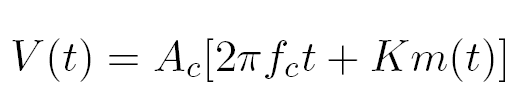 V(t) = A_c[2πf_ct + Km(t)]